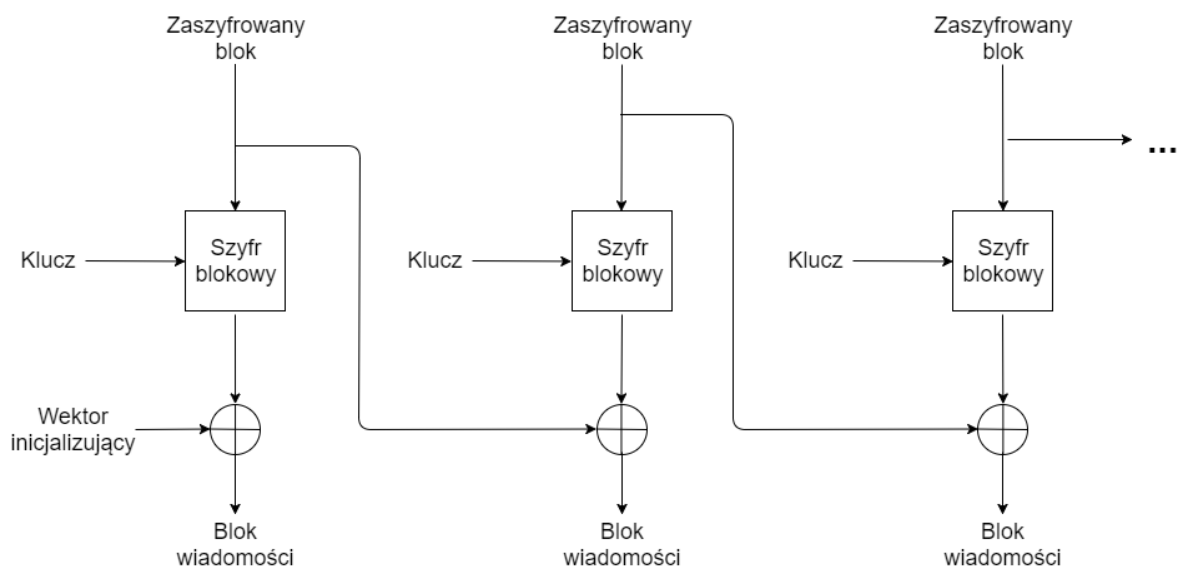 Zaszyfrowany
blok
Zaszyfrowany
blok
Zaszyfrowany
blok
...
Klucz
Szyfr
blokowy
Klucz
Szyfr
blokowy
Klucz
Szyfr
blokowy
Wektor
inicjalizujący
Blok
wiadomości
Blok
wiadomości
Blok
wiadomości